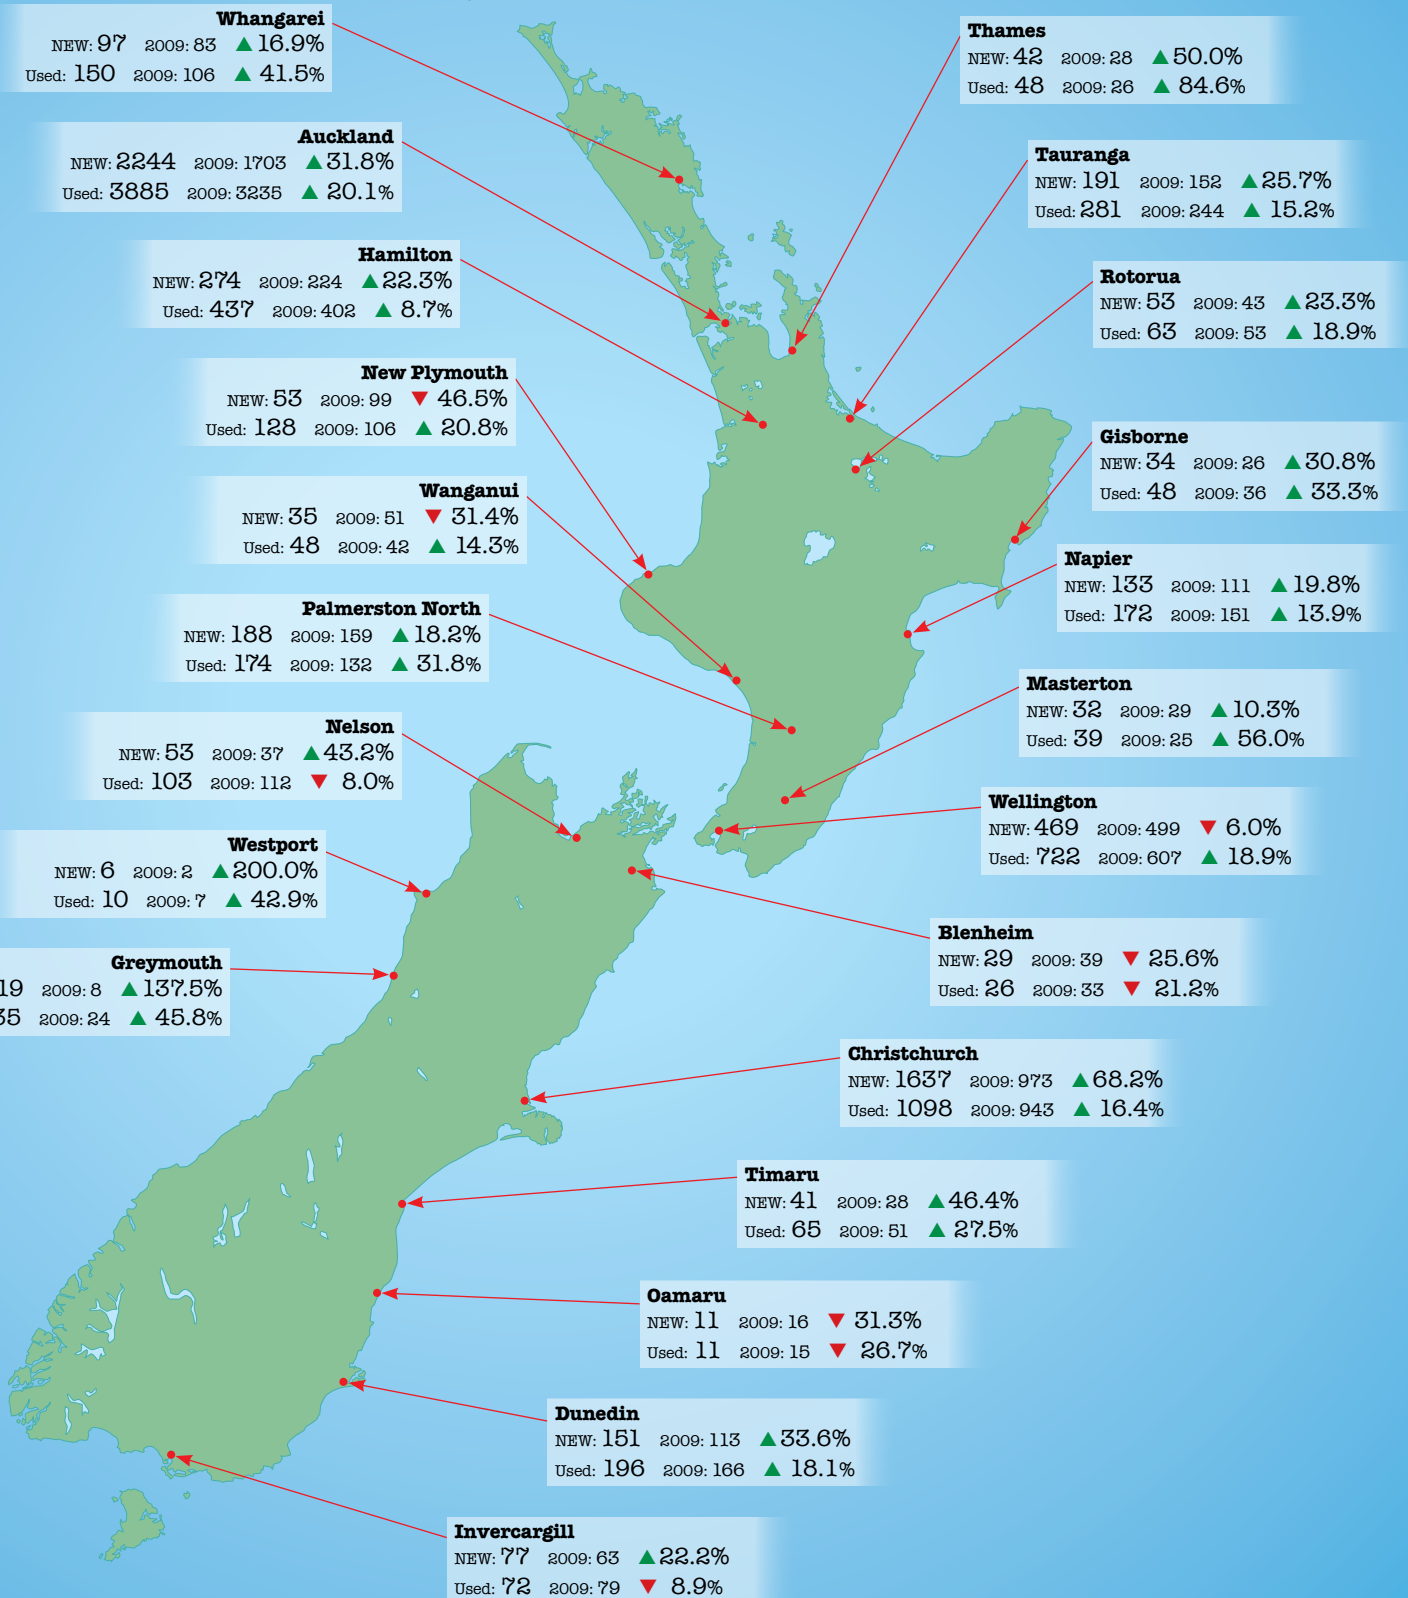 Whangarei
NEW: 97 2009: 83 ▲ 16.9%
Used: 150 2009: 106 ▲ 41.5%
Auckland
NEW: 2244 2009: 1703 ▲ 31.8%
Used: 3885 2009: 3235 ▲ 20.1%
Hamilton
NEW: 274 2009: 224 ▲ 22.3%
Used: 437 2009: 402 ▲ 8.7%
New Plymouth
NEW: 53 2009: 99 ▼ 46.5%
Used: 128 2009: 106 ▲ 20.8%
Wanganui
NEW: 35 2009: 51 ▼ 31.4%
Used: 48 2009: 42 ▲ 14.3%
Palmerston North
NEW: 188 2009: 159 ▲ 18.2%
Used: 174 2009: 132 ▲ 31.8%
Nelson
NEW: 53 2009: 37 ▲ 43.2%
Used: 103 2009: 112 ▼ 8.0%
Westport
NEW: 6 2009: 2 ▲ 200.0%
Used: 10 2009: 7 ▲ 42.9%
Greymouth
19 2009: 8 ▲ 137.5%
35 2009: 24 ▲ 45.8%
Thames
NEW: 42 2009: 28 ▲ 50.0%
Used: 48 2009: 26 ▲ 84.6%
Tauranga
NEW: 191 2009: 152 ▲ 25.7%
Used: 281 2009: 244 ▲ 15.2%
Rotorua
NEW: 53 2009: 43 ▲ 23.3%
Used: 63 2009: 53 ▲ 18.9%
Gisborne
NEW: 34 2009: 26 ▲ 30.8%
Used: 48 2009: 36 ▲ 33.3%
Napier
NEW: 133 2009: 111 ▲ 19.8%
Used: 172 2009: 151 ▲ 13.9%
Masterton
NEW: 32 2009: 29 ▲ 10.3%
Used: 39 2009: 25 ▲ 56.0%
Wellington
NEW: 469 2009: 499 ▼ 6.0%
Used: 722 2009: 607 ▲ 18.9%
Blenheim
NEW: 29 2009: 39 ▼ 25.6%
Used: 26 2009: 33 ▼ 21.2%
Christchurch
NEW: 1637 2009: 973 ▲ 68.2%
Used: 1098 2009: 943 ▲ 16.4%
Timaru
NEW: 41 2009: 28 ▲ 46.4%
Used: 65 2009: 51 ▲ 27.5%
Oamaru
NEW: 11 2009: 16 ▼ 31.3%
Used: 11 2009: 15 ▼ 26.7%
Dunedin
NEW: 151 2009: 113 ▲ 33.6%
Used: 196 2009: 166 ▲ 18.1%
Invercargill
NEW: 77 2009: 63 ▲ 22.2%
Used: 72 2009: 79 ▼ 8.9%